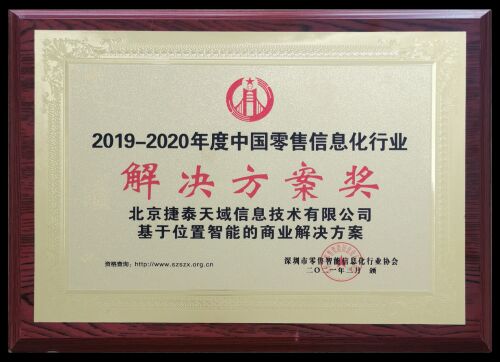 2019-2020年度中国零售信息化行业
解决方案奖
北京捷泰天域信息技术有限公司
基于位置智能的商业解决方案
资格查询：http://www.szszx.org.cn
深圳市零售智能信息化行业协会
二〇二一年三月 颁